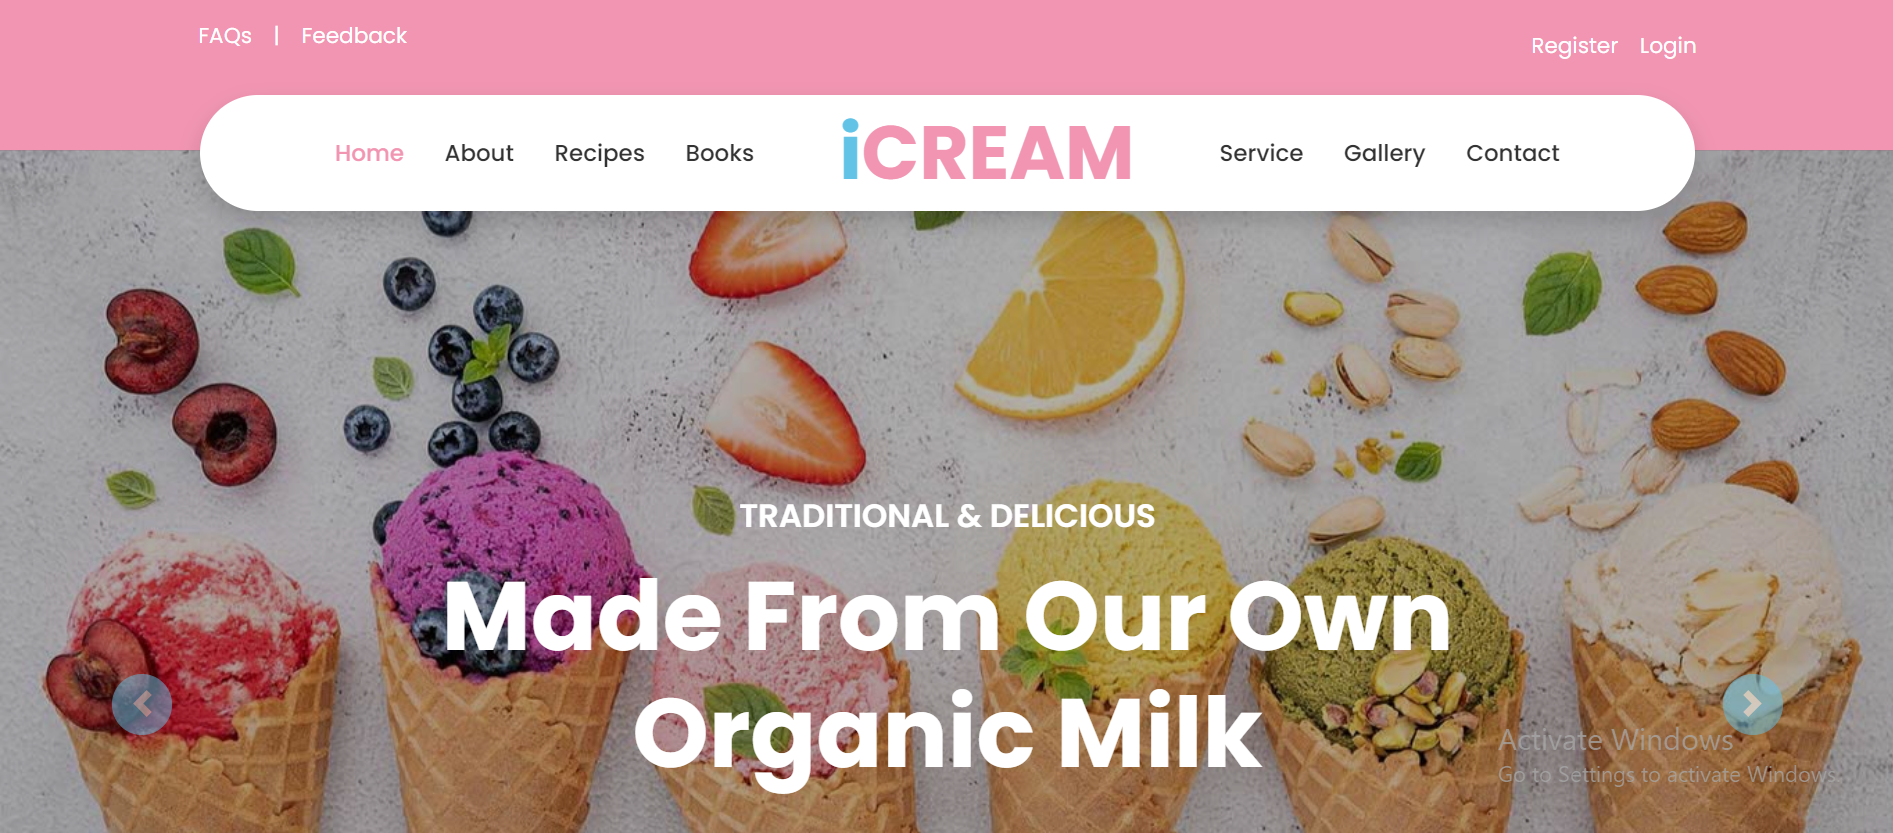 FAQs | Feedback
Register Login
Home About Recipes Books iCREAM Service Gallery Contact
TRADITIONAL & DELICIOUS
Made From Our Own
Organic Milk
Activate Windows
Go to Settings to activate Windows.